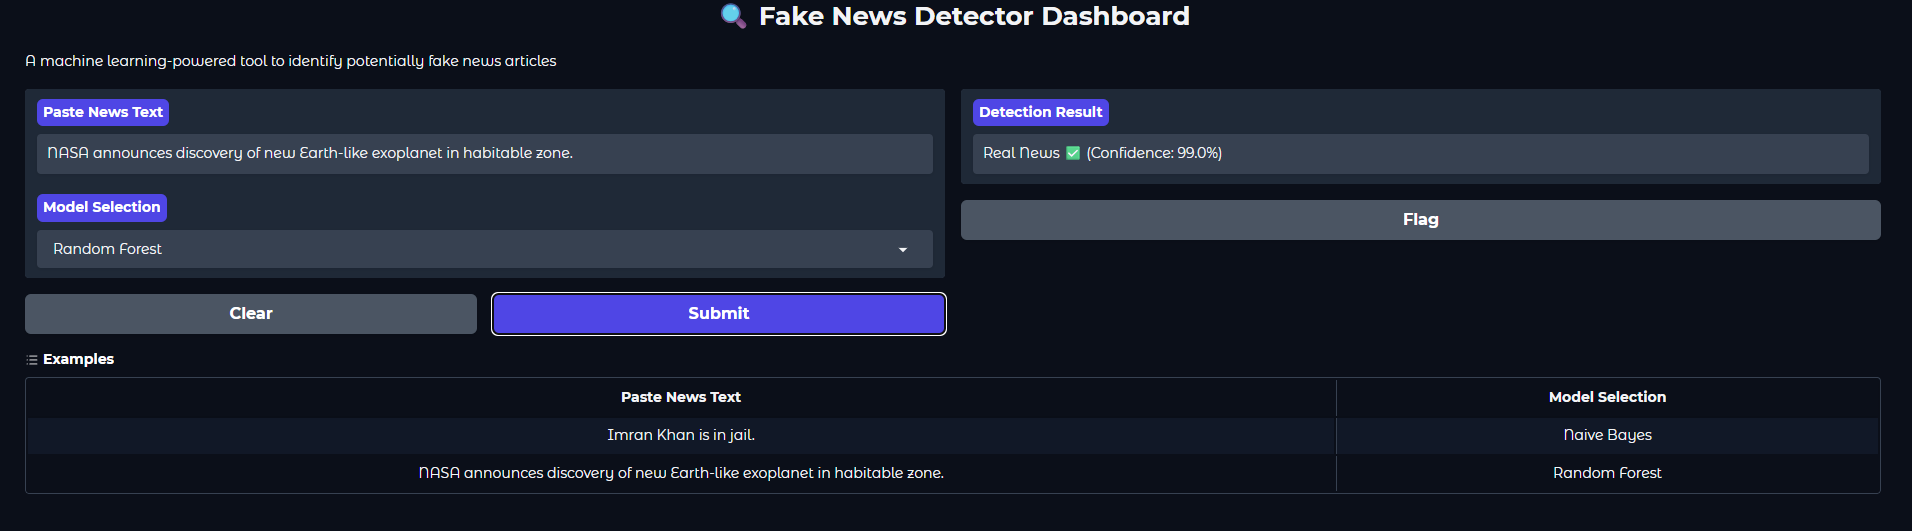 🔍 Fake News Detector Dashboard
A machine learning-powered tool to identify potentially fake news articles
Paste News Text
NASA announces discovery of new Earth-like exoplanet in habitable zone.
Model Selection
Random Forest
Clear
Submit
Detection Result
Real News ✅ (Confidence: 99.0%)
Flag
Examples
Paste News Text Model Selection
Imran Khan is in jail. Naive Bayes
NASA announces discovery of new Earth-like exoplanet in habitable zone. Random Forest